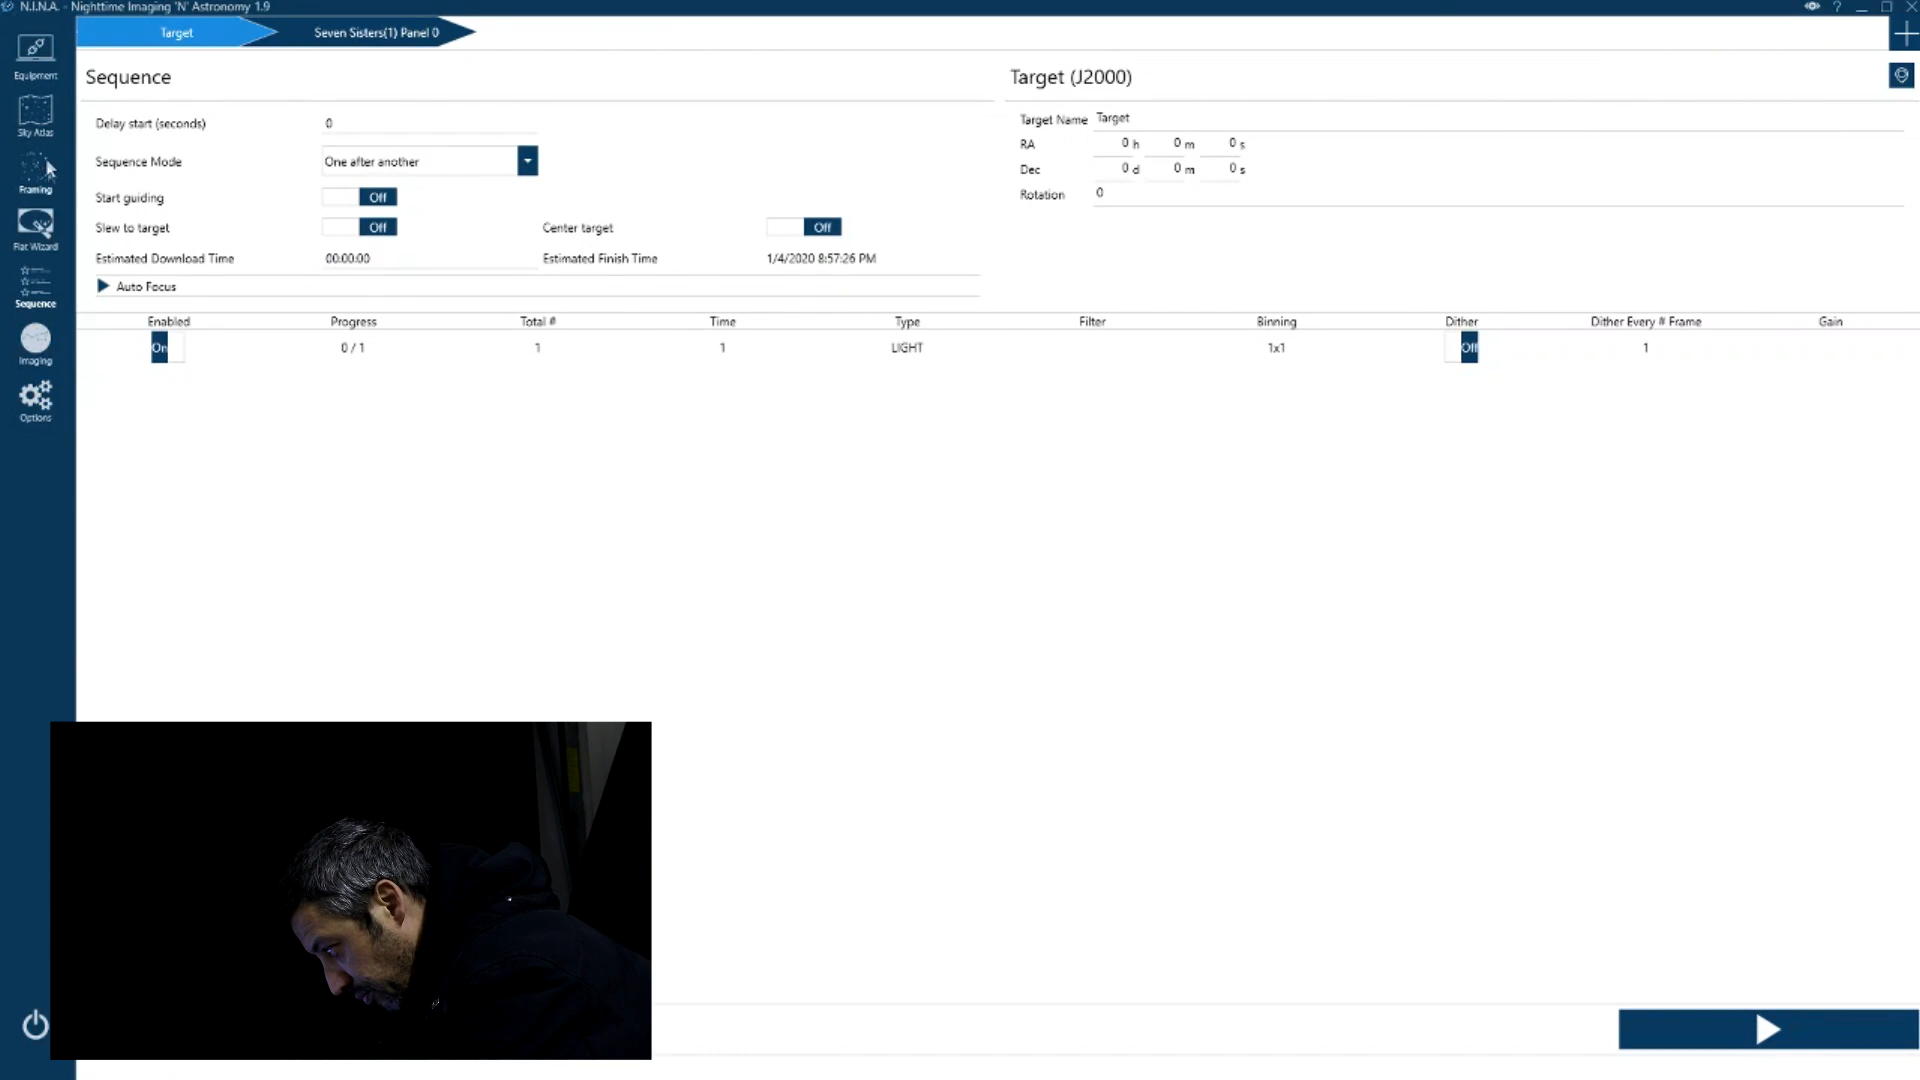 N.I.N.A. - Nighttime Imaging 'N' Astronomy 1.9
?
Target
Seven Sisters(1) Panel 0
Equipment
Sky Atlas
Framing
Flat Wizard
Sequence
Imaging
Options
Sequence
Delay start (seconds) 0
Sequence Mode One after another
Start guiding Off
Slew to target Off Center target Off
Estimated Download Time 00:00:00 Estimated Finish Time 1/4/2020 8:57:26 PM
Auto Focus
Target (J2000)
Target Name Target
RA 0 h 0 m 0 s
Dec 0 d 0 m 0 s
Rotation 0
Enabled Progress Total # Time Type Filter Binning Dither Dither Every # Frame Gain
On 0 / 1 1 1 LIGHT 1x1 Off 1